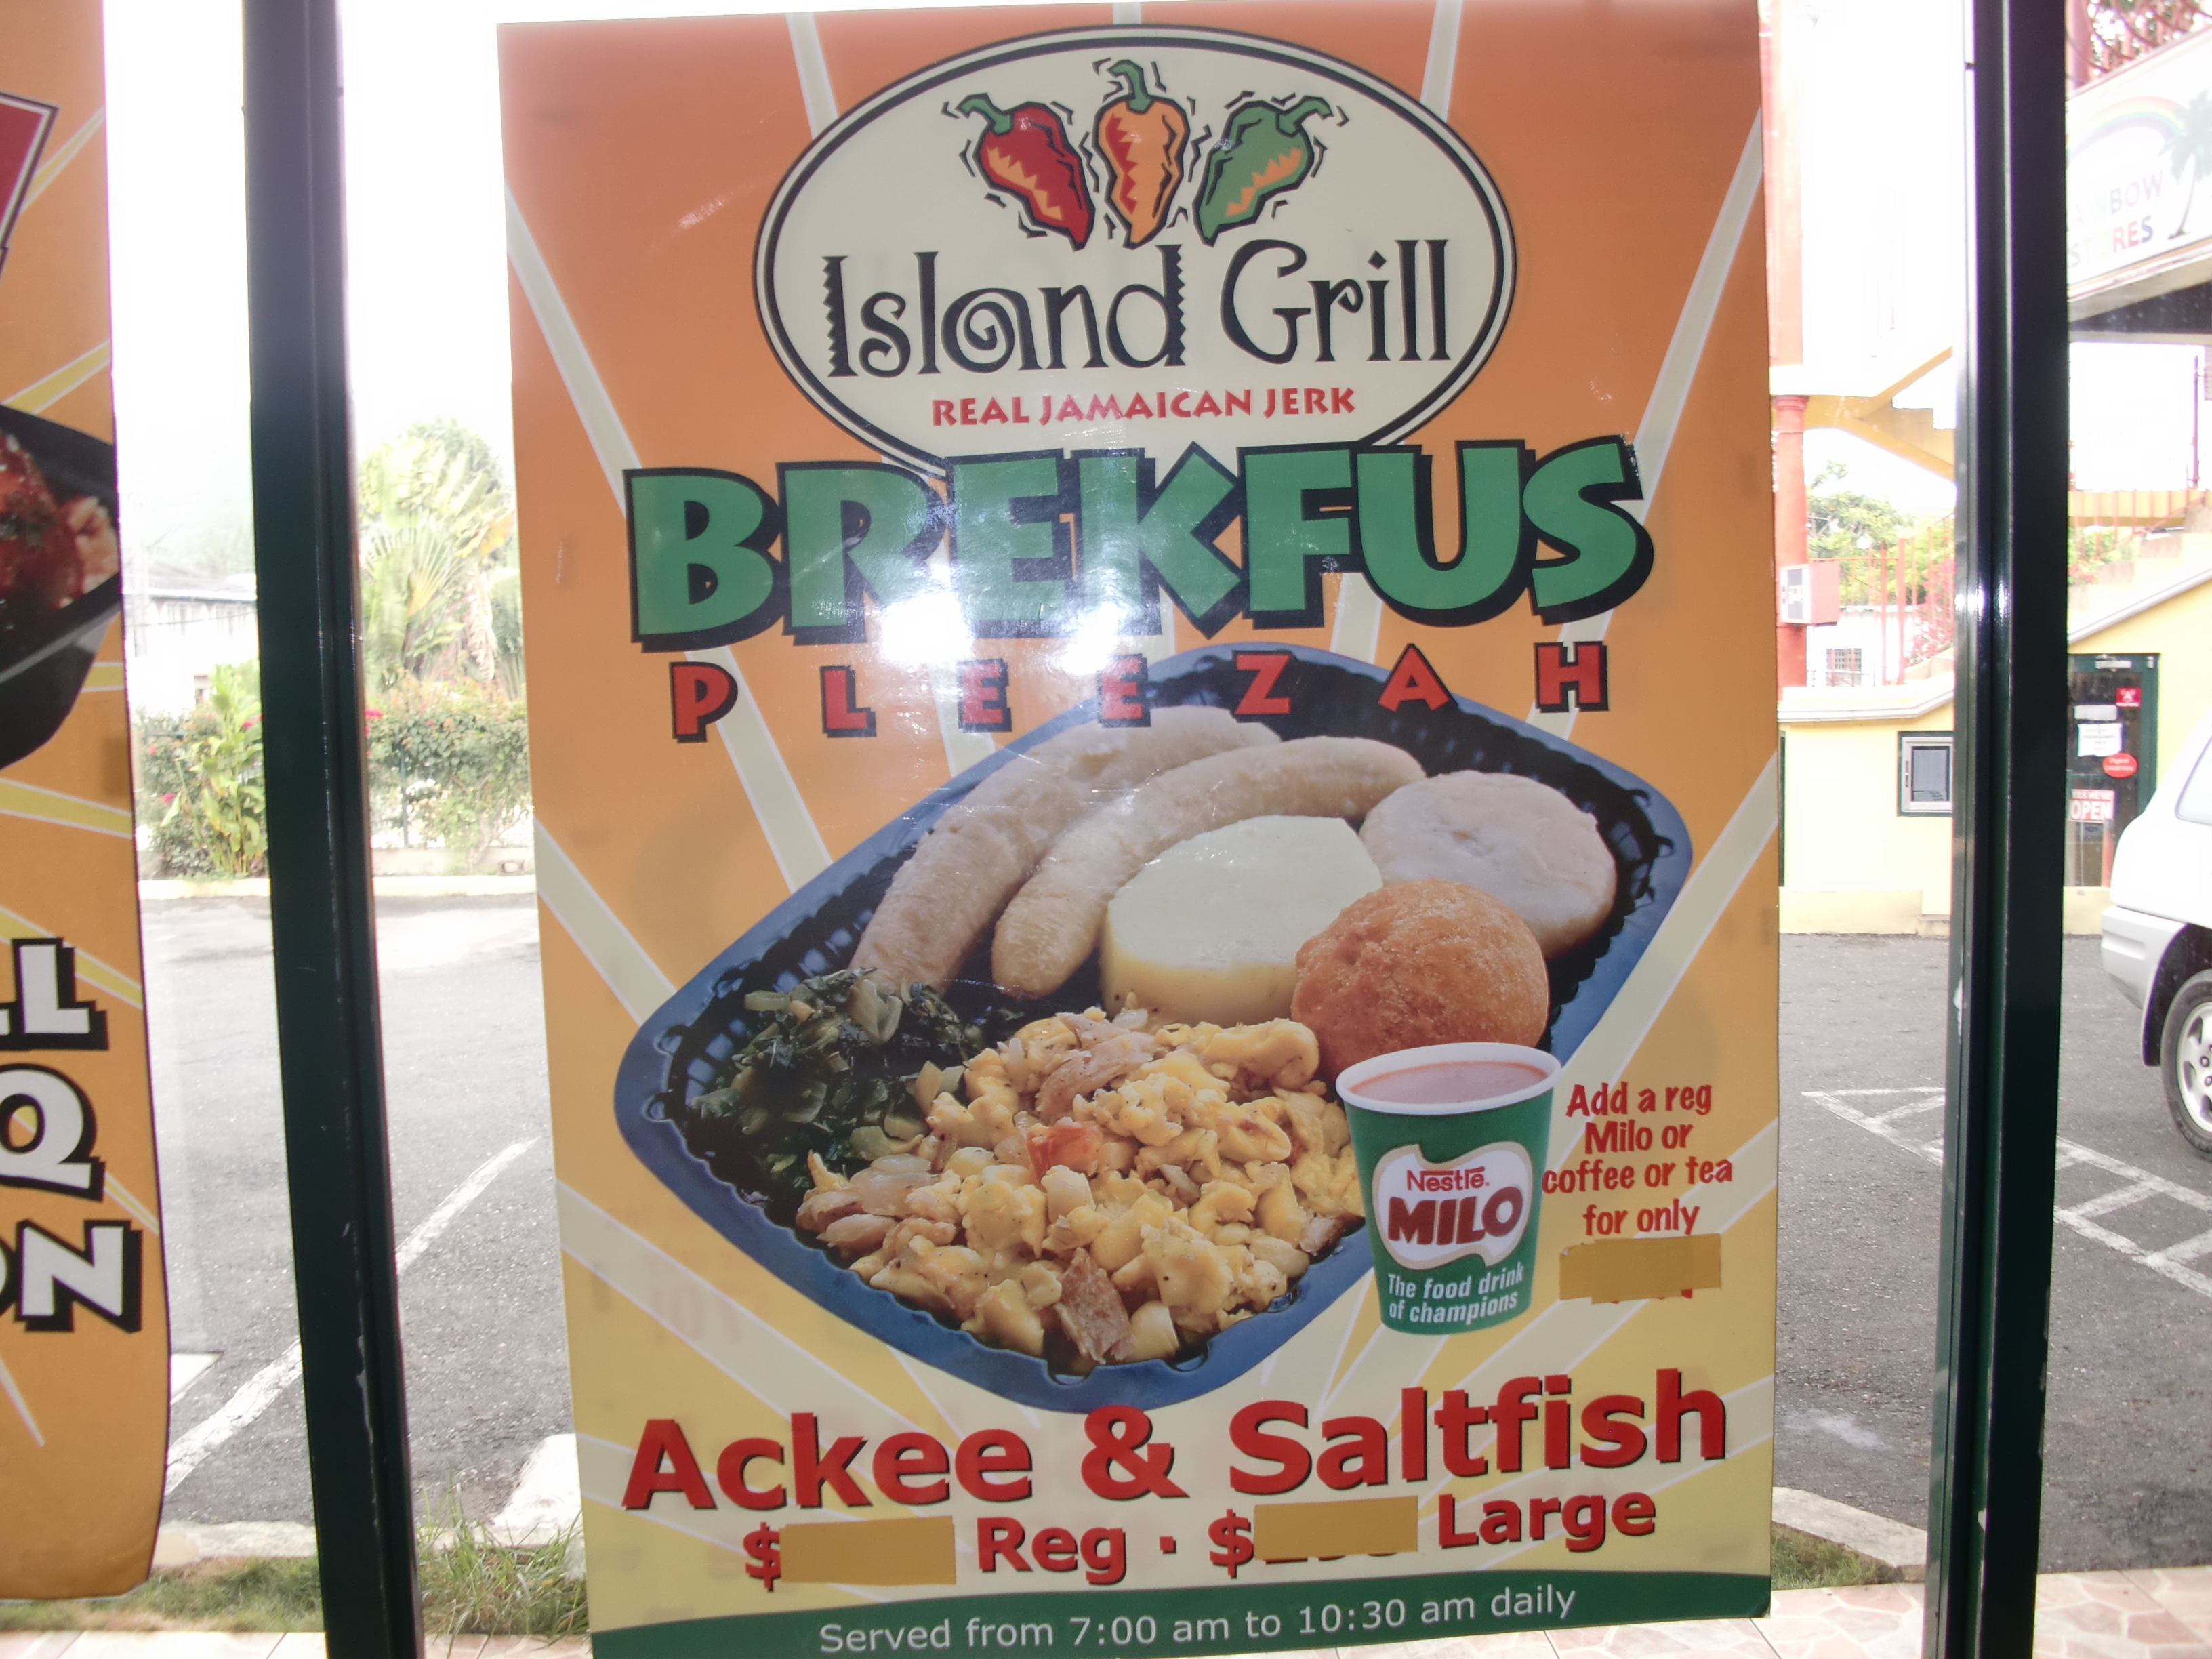 Island Grill
REAL JAMAICAN JERK
BREKFUS
PLEEZAH
Add a reg
Milo or
coffee or tea
for only
Nestlé.
MILO
The food drink
of champions
Ackee & Saltfish
$ Reg · $ Large
Served from 7:00 am to 10:30 am daily
OPEN